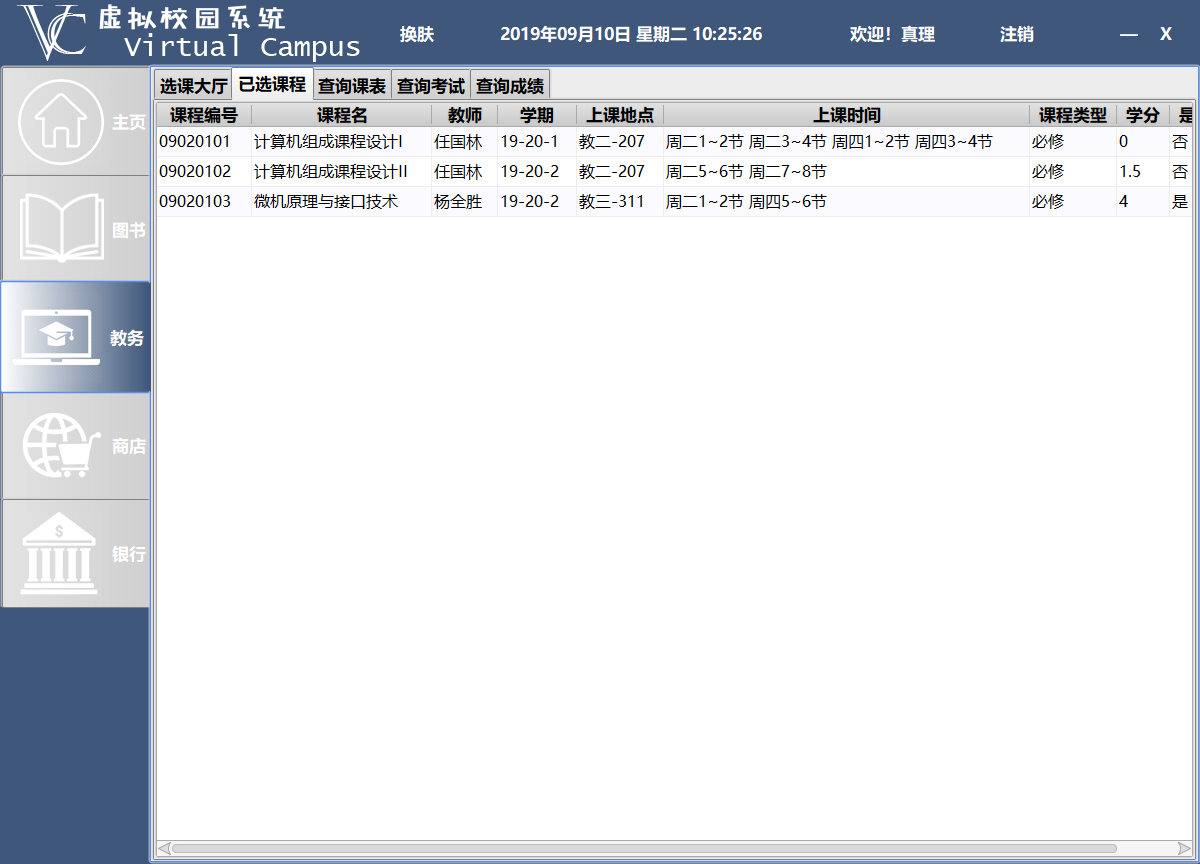 虚拟校园系统
Virtual Campus
换肤 2019年09月10日 星期二 10:25:26 欢迎！真理 注销 — X
主页
图书
教务
商店
$
银行
选课大厅 已选课程 查询课表 查询考试 查询成绩
课程编号 课程名 教师 学期 上课地点 上课时间 课程类型 学分 是
09020101 计算机组成课程设计I 任国林 19-20-1 教二-207 周二1~2节 周二3~4节 周四1~2节 周四3~4节 必修 0 否
09020102 计算机组成课程设计II 任国林 19-20-2 教二-207 周二5~6节 周二7~8节 必修 1.5 否
09020103 微机原理与接口技术 杨全胜 19-20-2 教三-311 周二1~2节 周四5~6节 必修 4 是